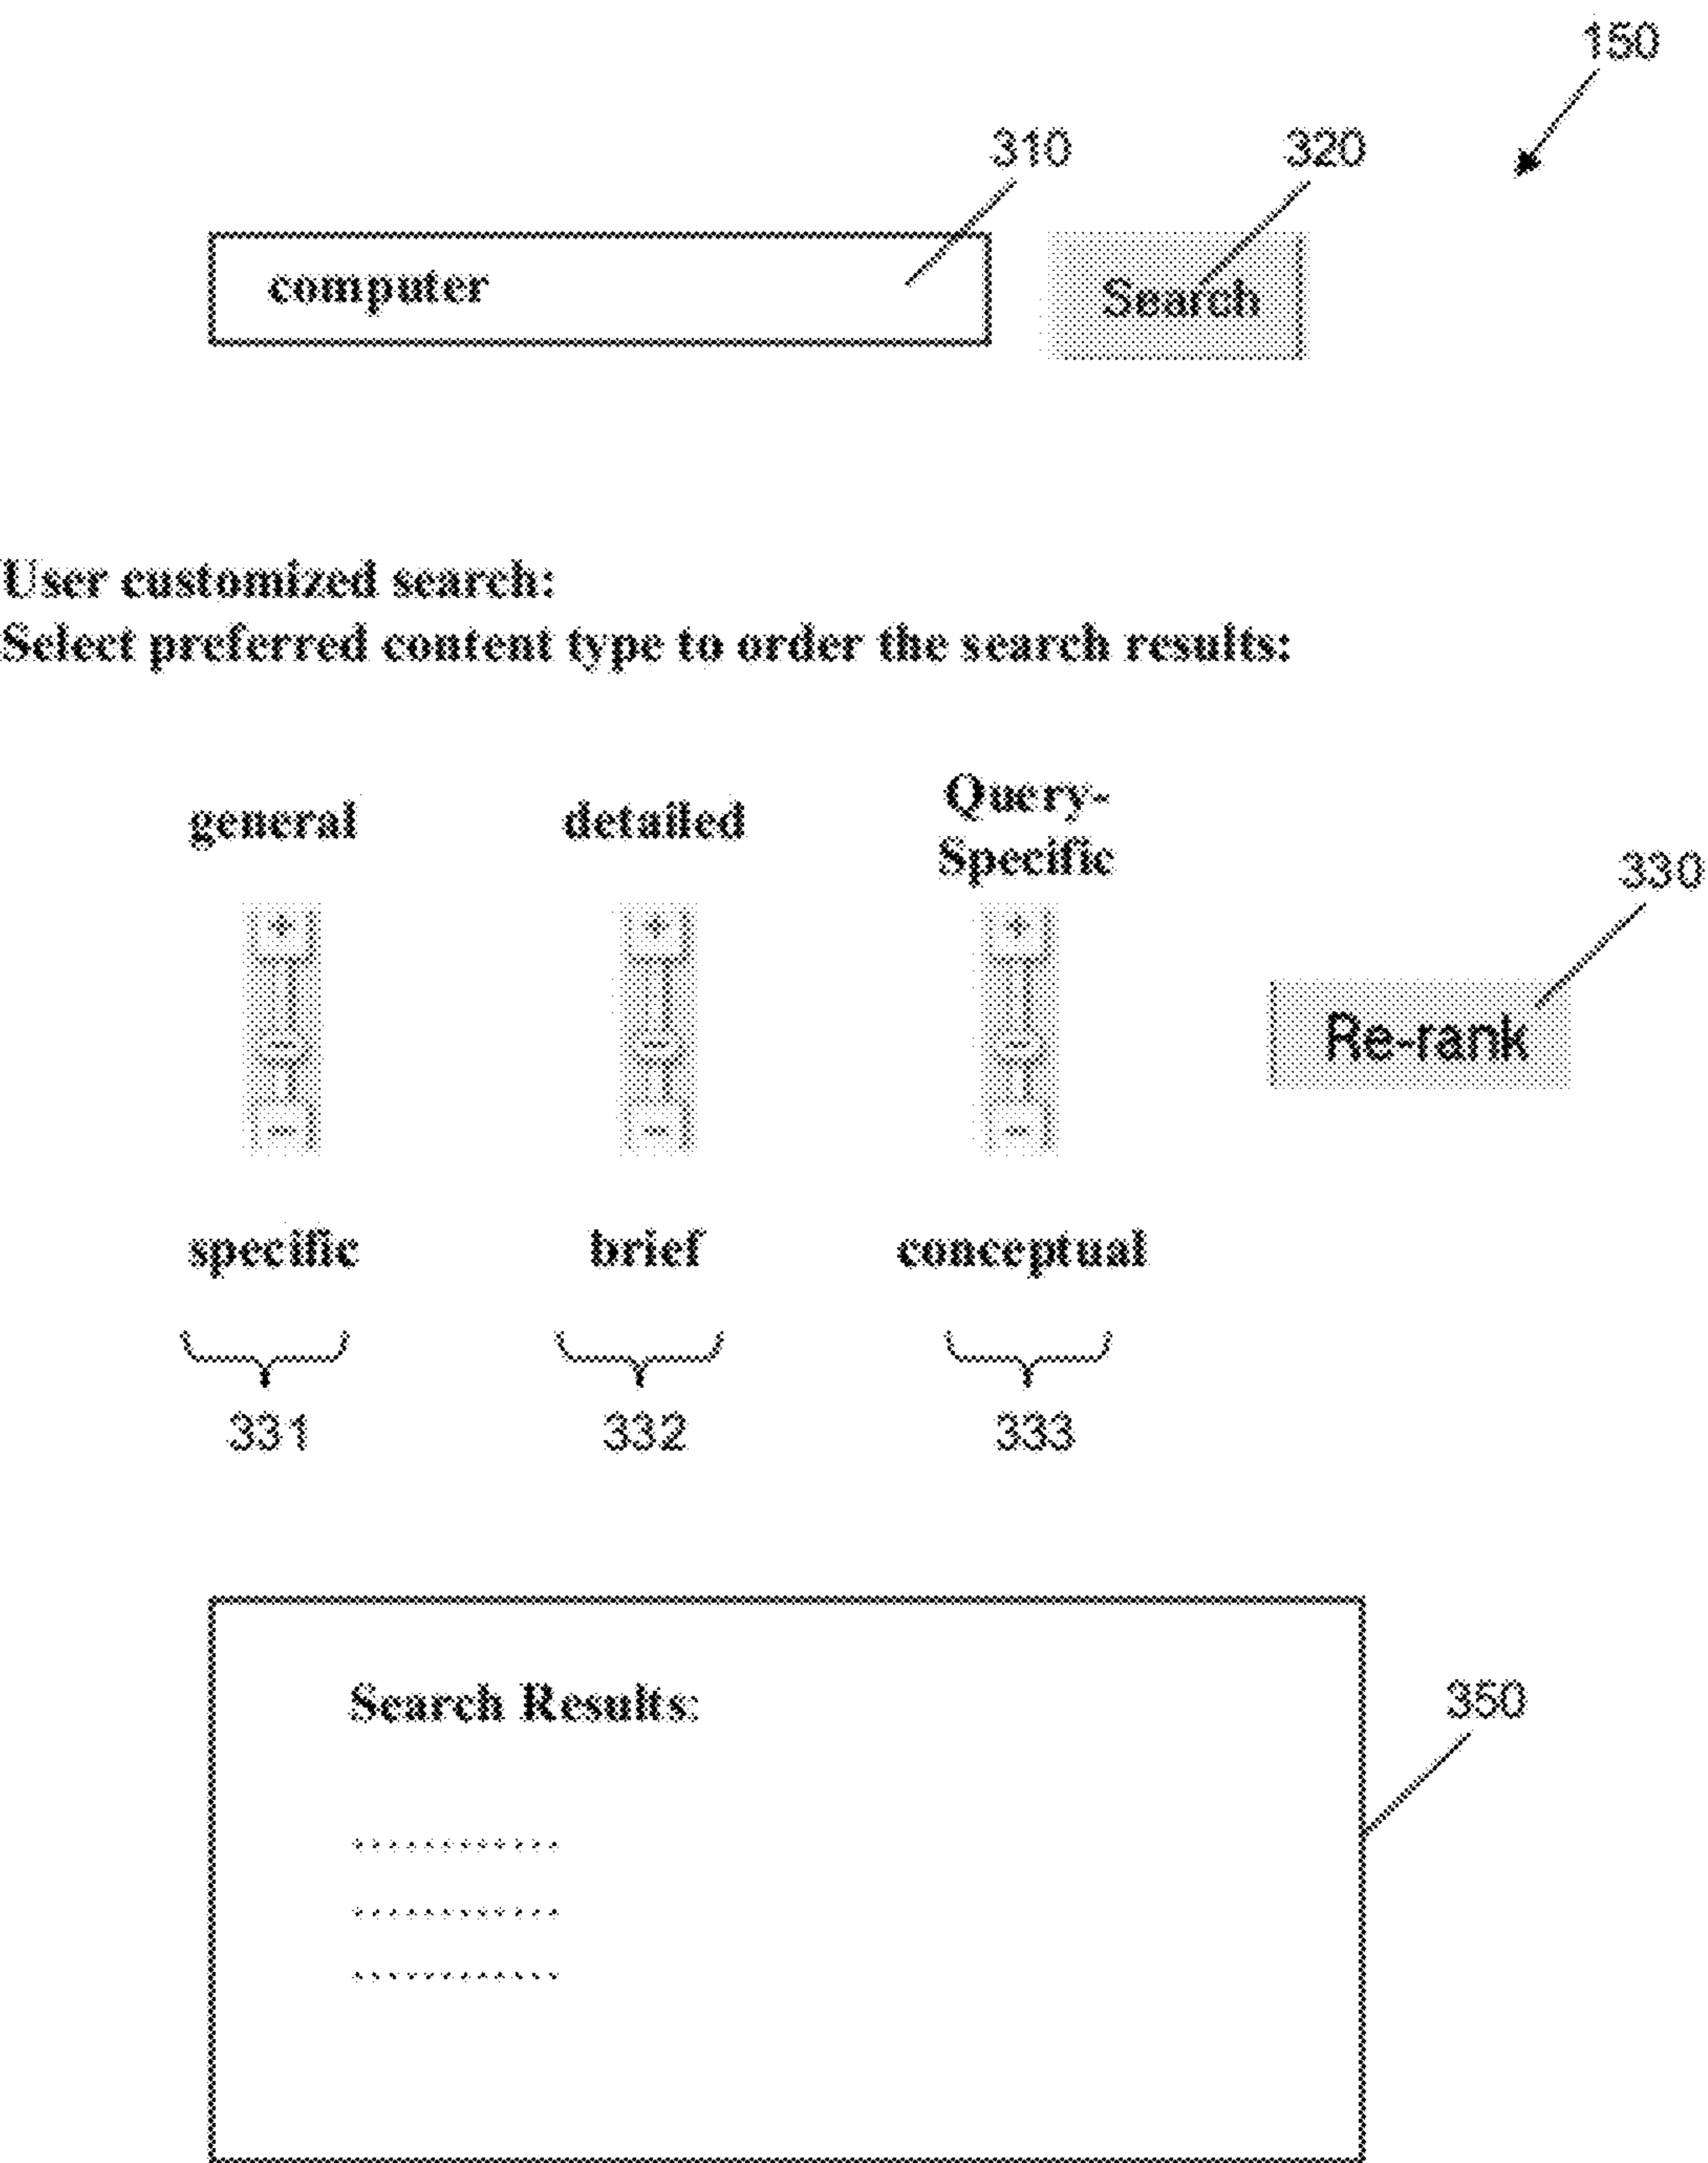 150
310 320
computer Search
User customized search:
Select preferred content type to order the search results:
general detailed Query-
Specific
330
+ + +
Re-rank
- - -
specific brief conceptual
331 332 333
Search Results:
350
............
............
............